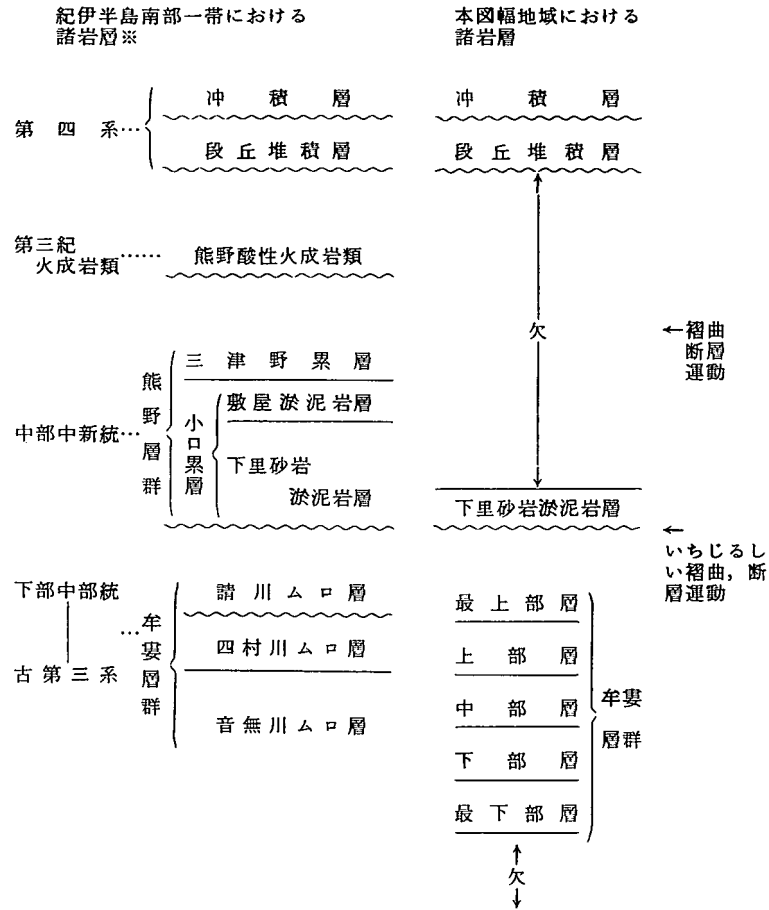 紀伊半島南部一帯における
諸岩層※
本図幅地域における
諸岩層
第四系…
冲積層
段丘堆積層
冲積層
段丘堆積層
第三紀
火成岩類……
熊野酸性火成岩類
欠
←褶曲
断層
運動
中部中新統…
熊野層群
三津野累層
小口累層
敷屋淤泥岩層
下里砂岩
淤泥岩層
下里砂岩淤泥岩層
←
いちじるし
い褶曲,断
層運動
下部中部統
古第三系
…
牟婁層群
請川ムロ層
四村川ムロ層
音無川ムロ層
最上部層
上部層
中部層
下部層
最下部層
牟婁
層群
欠